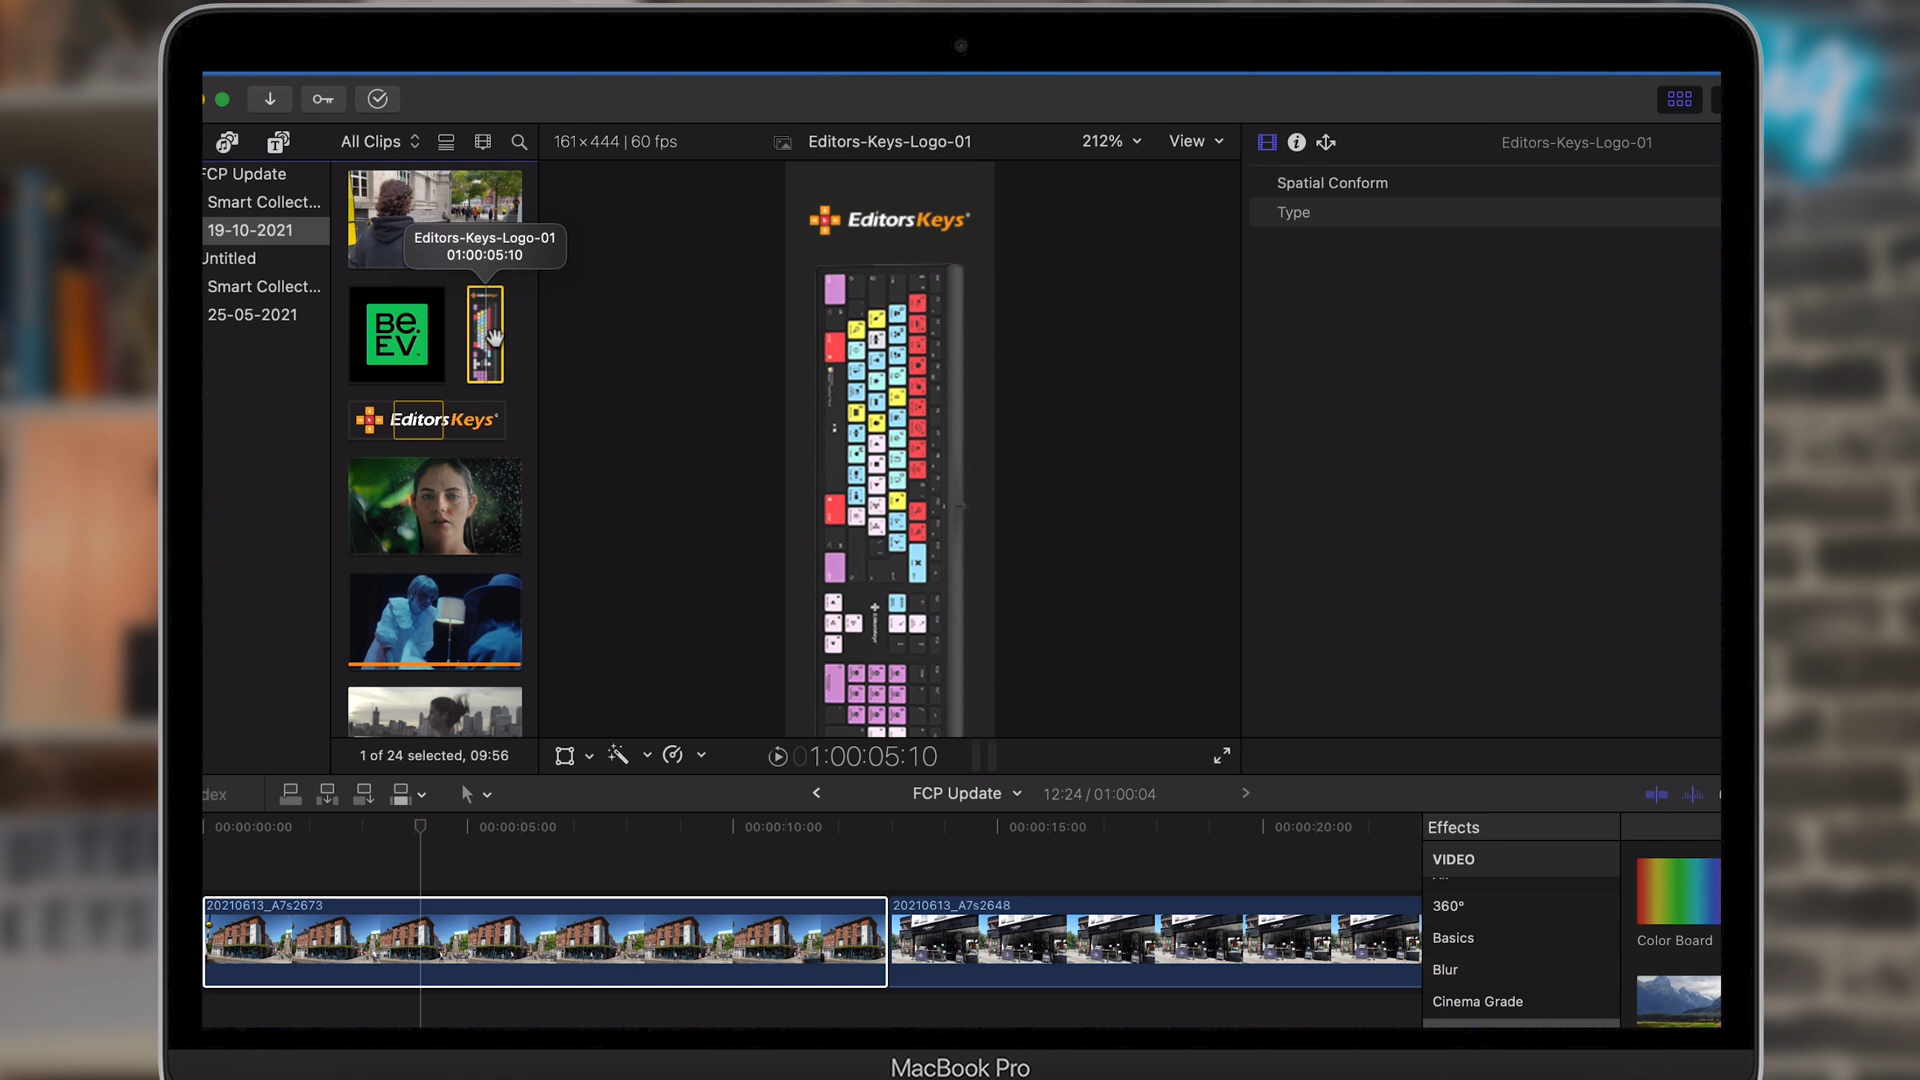 All Clips
161×444 | 60 fps
Editors-Keys-Logo-01
212%
View
Editors-Keys-Logo-01
FCP Update
Smart Collect...
19-10-2021
Untitled
Smart Collect...
25-05-2021
Editors-Keys-Logo-01
01:00:05:10
Be.
EV
EditorsKeys
EditorsKeys
Spatial Conform
Type
1 of 24 selected, 09:56
01:00:05:10
dex
FCP Update
12:24 / 01:00:04
00:00:00:00
00:00:05:00
00:00:10:00
00:00:15:00
00:00:20:00
20210613_A7s2673
20210613_A7s2648
Effects
VIDEO
360°
Basics
Blur
Cinema Grade
Color Board
MacBook Pro